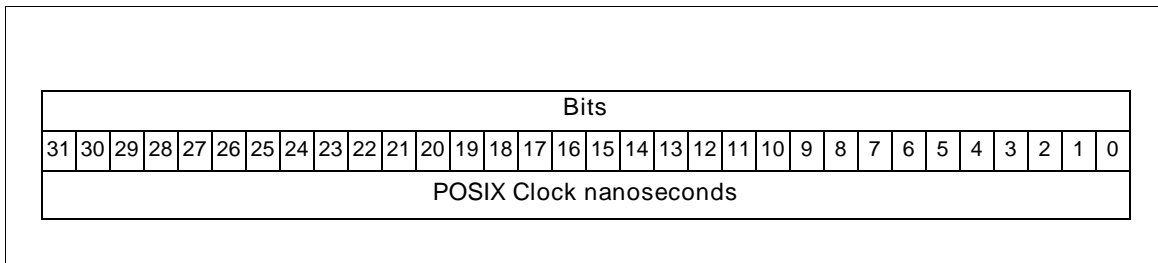 Bits
31 30 29 28 27 26 25 24 23 22 21 20 19 18 17 16 15 14 13 12 11 10 9 8 7 6 5 4 3 2 1 0
POSIX Clock nanoseconds